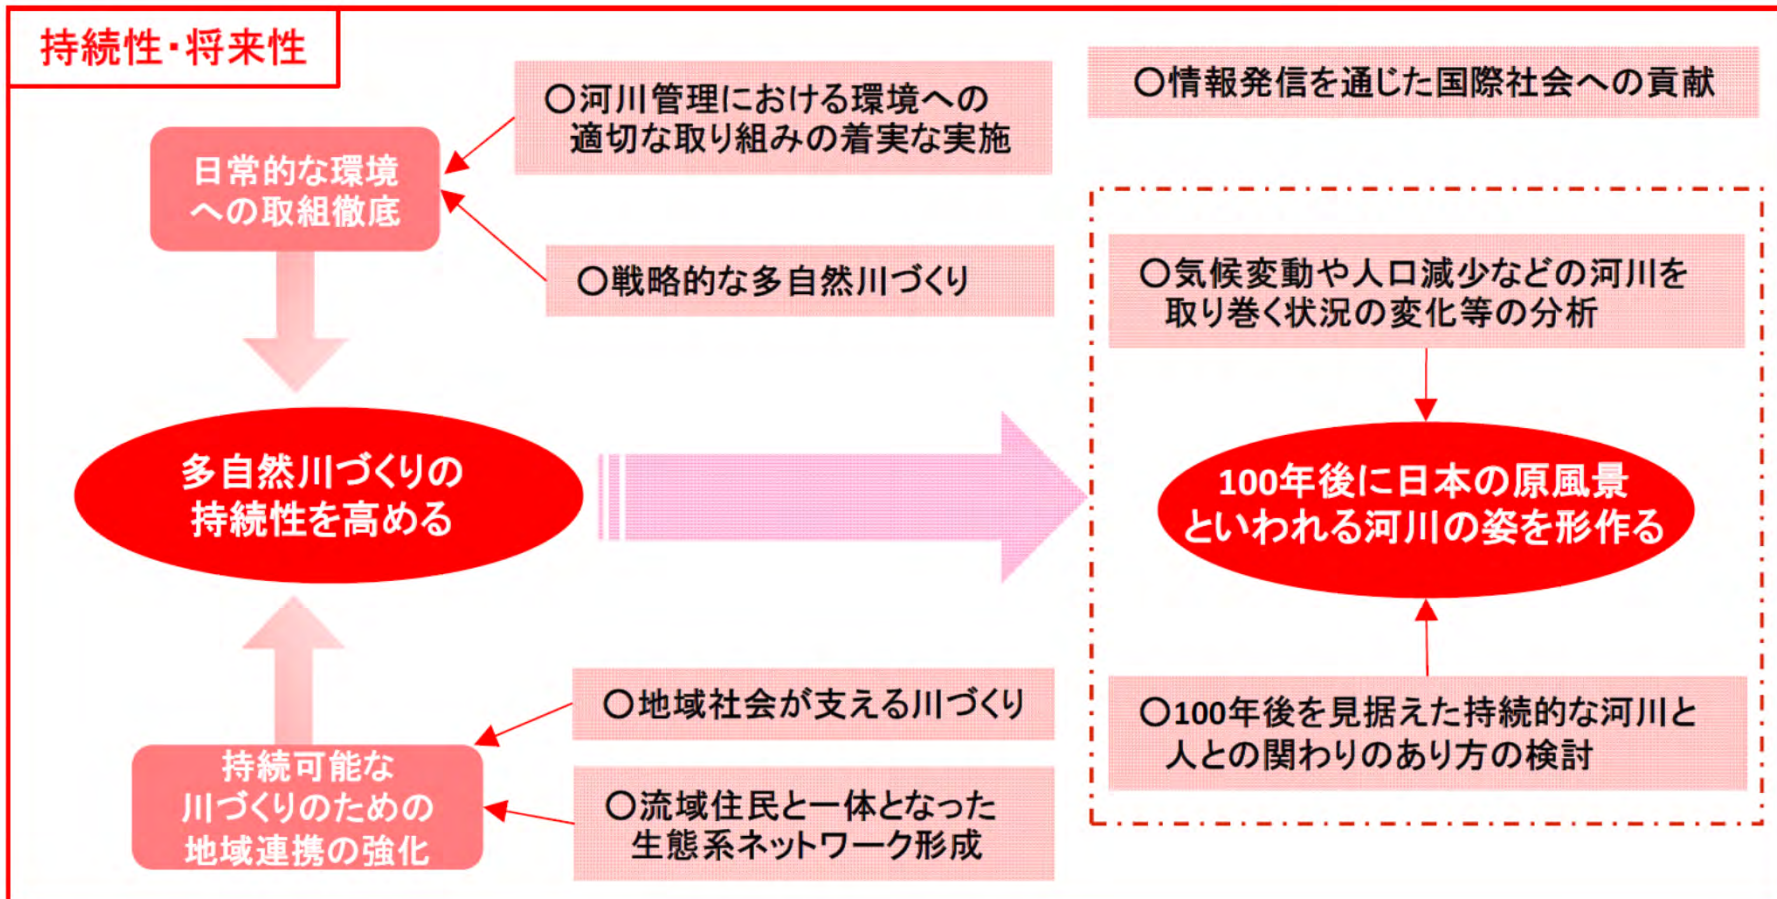 持続性・将来性
〇河川管理における環境への
適切な取り組みの着実な実施
日常的な環境
への取組徹底
〇戦略的な多自然川づくり
多自然川づくりの
持続性を高める
〇地域社会が支える川づくり
持続可能な
川づくりのための
地域連携の強化
〇流域住民と一体となった
生態系ネットワーク形成
〇情報発信を通じた国際社会への貢献
〇気候変動や人口減少などの河川を
取り巻く状況の変化等の分析
100年後に日本の原風景
といわれる河川の姿を形作る
〇100年後を見据えた持続的な河川と
人との関わりのあり方の検討